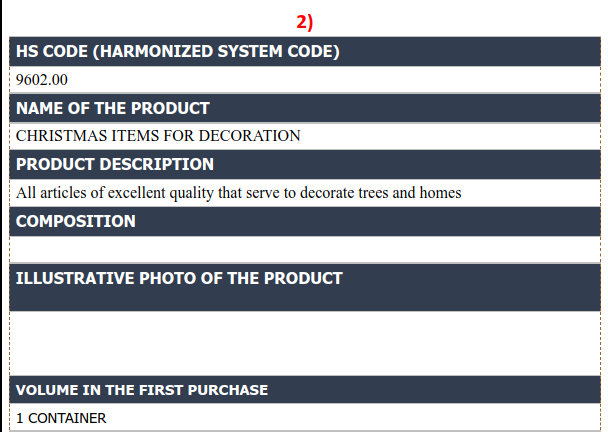 2)
HS CODE (HARMONIZED SYSTEM CODE)
9602.00
NAME OF THE PRODUCT
CHRISTMAS ITEMS FOR DECORATION
PRODUCT DESCRIPTION
All articles of excellent quality that serve to decorate trees and homes
COMPOSITION
ILLUSTRATIVE PHOTO OF THE PRODUCT
VOLUME IN THE FIRST PURCHASE
1 CONTAINER